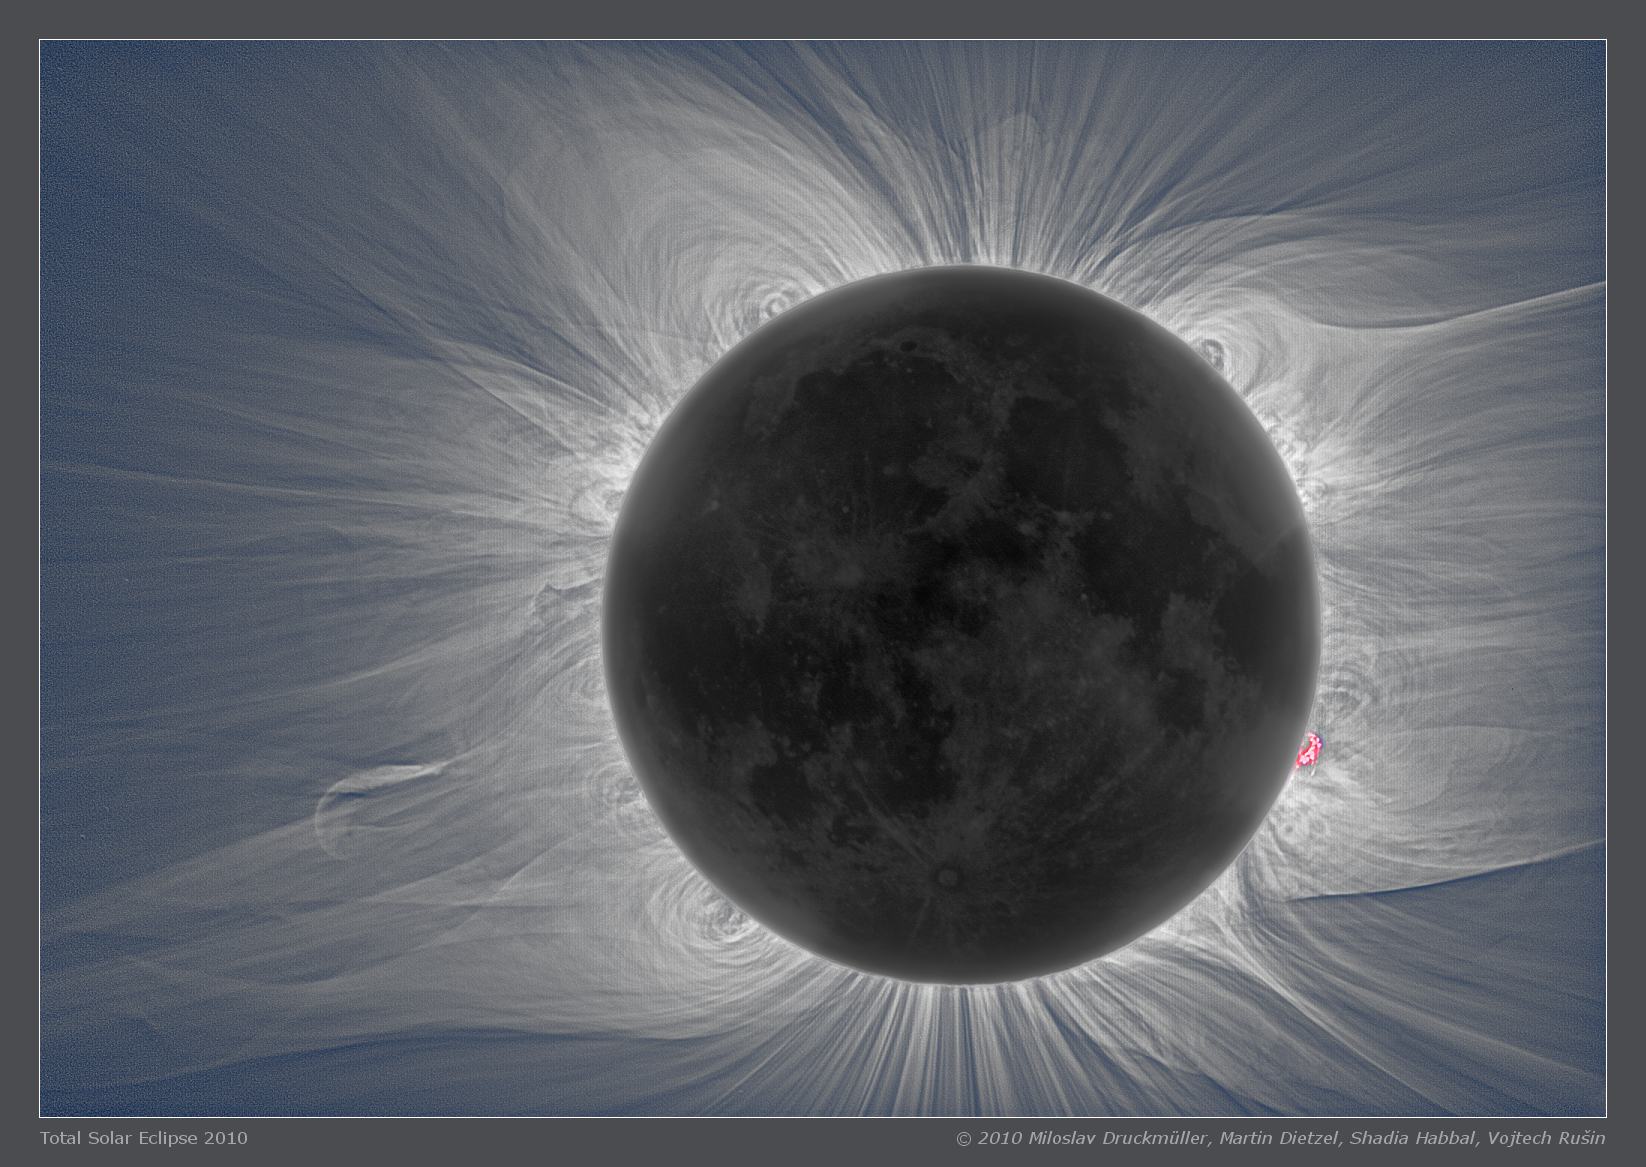 Total Solar Eclipse 2010
© 2010 Miloslav Druckmüller, Martin Dietzel, Shadia Habbal, Vojtech Rušin